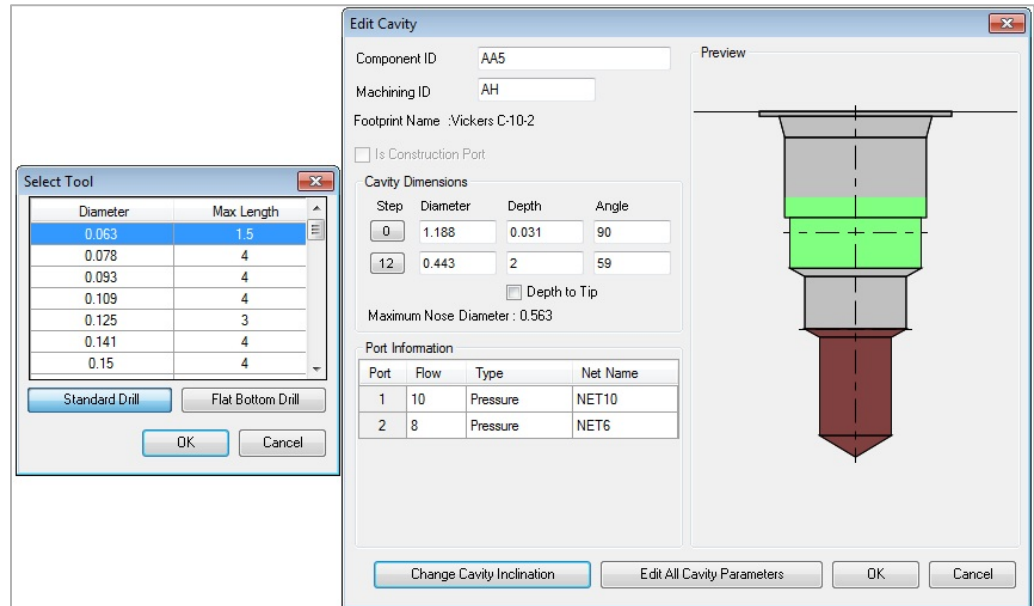 Select Tool
Diameter Max Length
0.063 1.5
0.078 4
0.093 4
0.109 4
0.125 3
0.141 4
0.15 4
Standard Drill Flat Bottom Drill
OK Cancel
Edit Cavity
Component ID AA5
Machining ID AH
Footprint Name :Vickers C-10-2
Is Construction Port
Cavity Dimensions
Step Diameter Depth Angle
0 1.188 0.031 90
12 0.443 2 59
Depth to Tip
Maximum Nose Diameter : 0.563
Port Information
Port Flow Type Net Name
1 10 Pressure NET10
2 8 Pressure NET6
Preview
Change Cavity Inclination Edit All Cavity Parameters OK Cancel